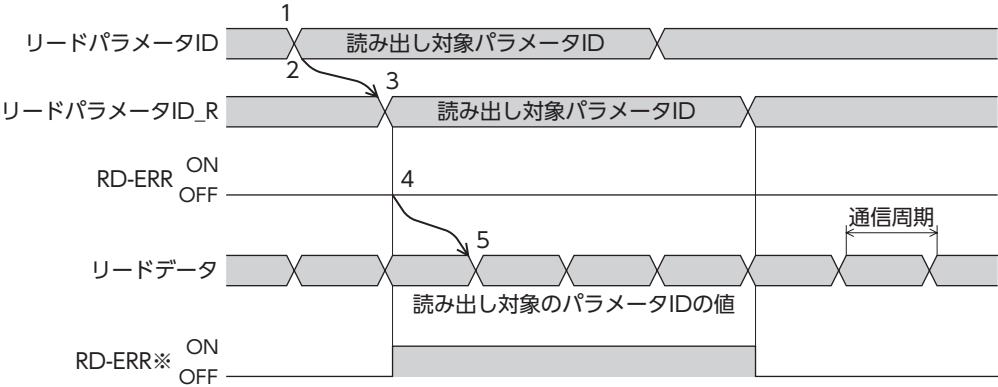 1
リードパラメータID
読み出し対象パラメータID
2
3
リードパラメータID_R
読み出し対象パラメータID
ON
RD-ERR
OFF
4
通信周期
5
リードデータ
読み出し対象のパラメータIDの値
ON
RD-ERR※
OFF